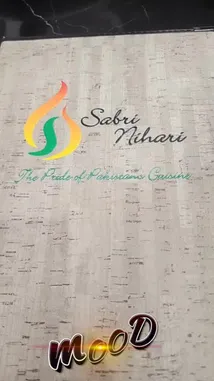 Sabri
Nihari
The Pride of Pakistani Cuisine
MOOD